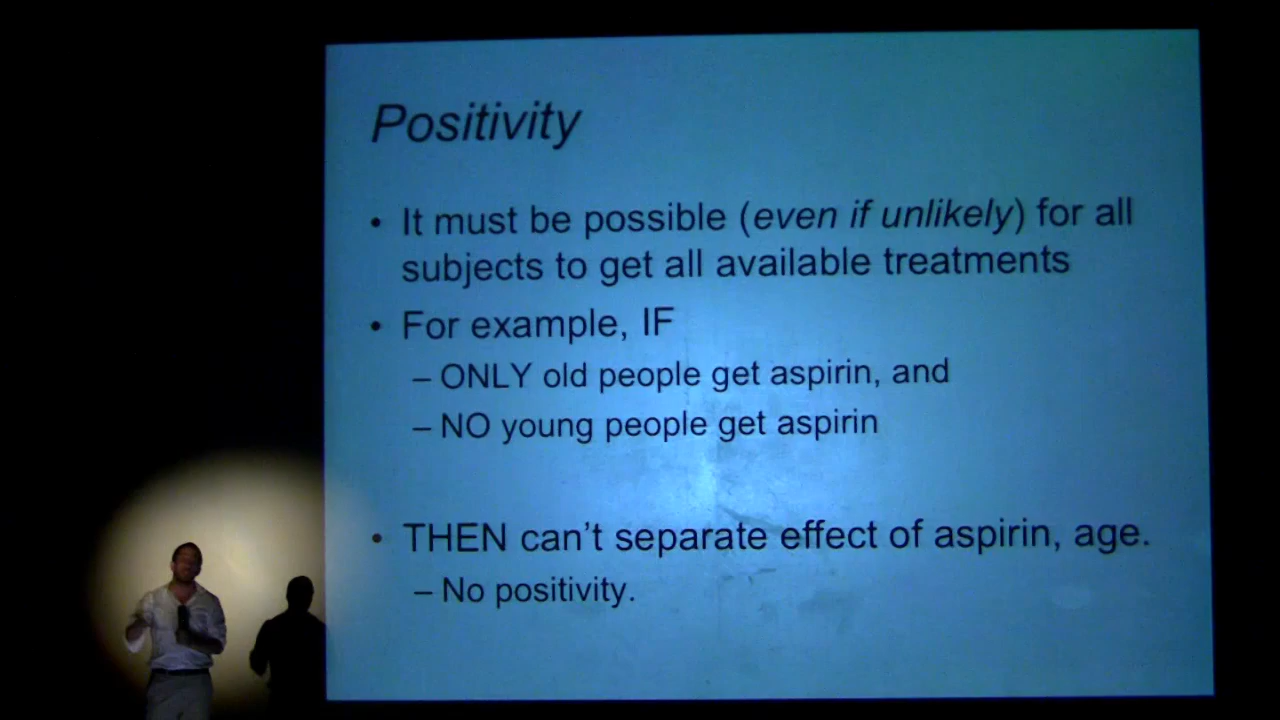 Positivity
• It must be possible (even if unlikely) for all
subjects to get all available treatments
• For example, IF
– ONLY old people get aspirin, and
– NO young people get aspirin
• THEN can't separate effect of aspirin, age.
– No positivity.